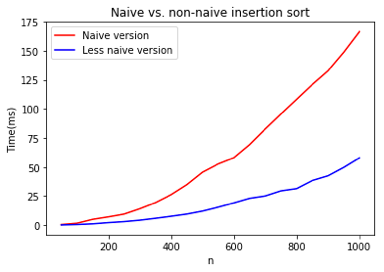 Naive vs. non-naive insertion sort
Naive version
Less naive version
Time(ms)
175
150
125
100
75
50
25
0
200
400
600
800
1000
n